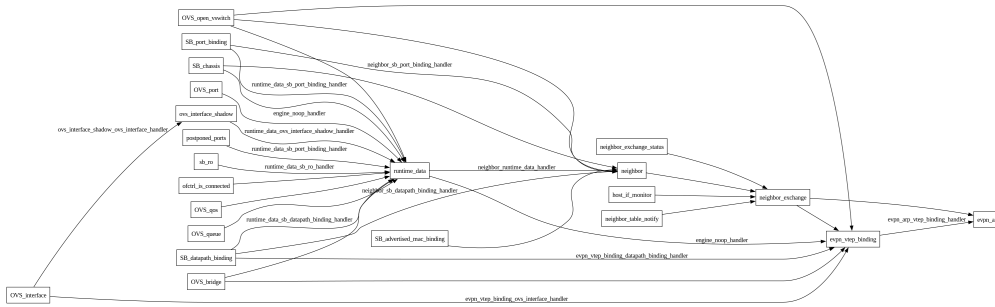 OVS_open_vswitch
SB_port_binding
neighbor_sb_port_binding_handler
SB_chassis
runtime_data_sb_port_binding_handler
OVS_port
ovs_interface_shadow
engine_noop_handler
ovs_interface_shadow_ovs_interface_handler
runtime_data_ovs_interface_shadow_handler
postponed_ports
runtime_data_sb_port_binding_handler
neighbor_exchange_status
sb_ro
runtime_data_sb_ro_handler
runtime_data
neighbor_runtime_data_handler
neighbor
ofctrl_is_connected
neighbor_sb_datapath_binding_handler
host_if_monitor
neighbor_exchange
OVS_qos
runtime_data_sb_datapath_binding_handler
neighbor_table_notify
evpn_arp_vtep_binding_handler
evpn_a
OVS_queue
SB_advertised_mac_binding
engine_noop_handler
evpn_vtep_binding
SB_datapath_binding
evpn_vtep_binding_datapath_binding_handler
OVS_bridge
OVS_interface
evpn_vtep_binding_ovs_interface_handler